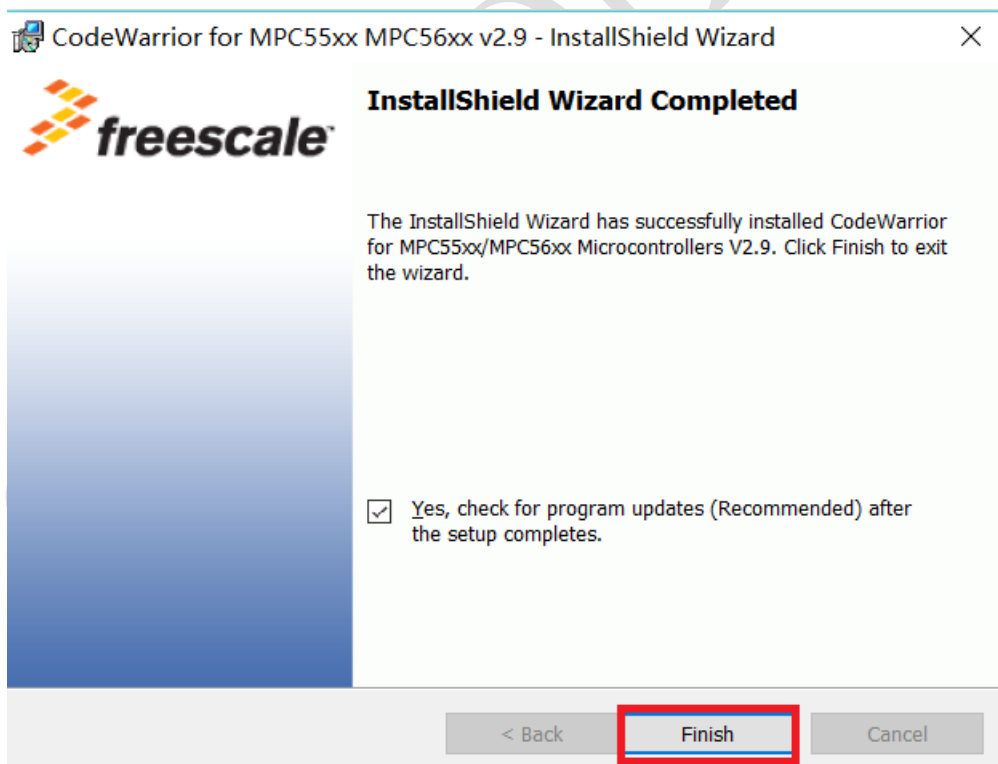 CodeWarrior for MPC55xx MPC56xx v2.9 - InstallShield Wizard
freescale
InstallShield Wizard Completed
The InstallShield Wizard has successfully installed CodeWarrior
for MPC55xx/MPC56xx Microcontrollers V2.9. Click Finish to exit
the wizard.
Yes, check for program updates (Recommended) after
the setup completes.
< Back
Finish
Cancel